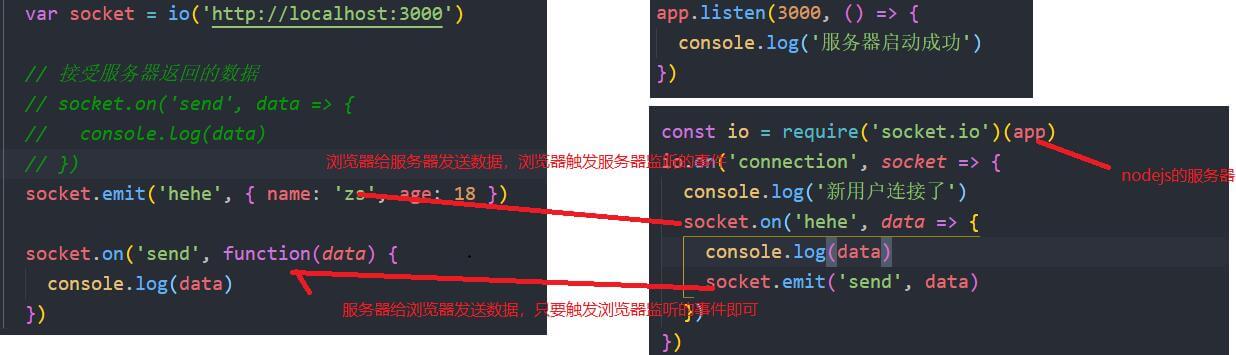 var socket = io('http://localhost:3000')
// 接受服务器返回的数据
// socket.on('send', data => {
//   console.log(data)
// })
浏览器给服务器发送数据，浏览器触发服务器监听的事件
socket.emit('hehe', { name: 'zs', age: 18 })
socket.on('send', function(data) {
console.log(data)
服务器给浏览器发送数据，只要触发浏览器监听的事件即可
})
app.listen(3000, () => {
console.log('服务器启动成功')
})
const io = require('socket.io')(app)
io.on('connection', socket => {
nodejs的服务器
console.log('新用户连接了')
socket.on('hehe', data => {
console.log(data)
socket.emit('send', data)
})
})